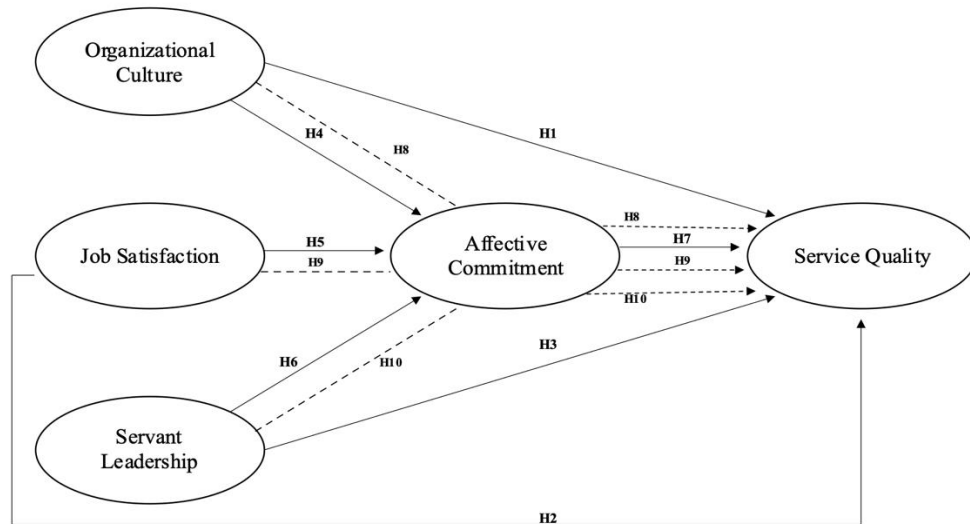 Organizational
Culture
H1
H4
H8
H8
Job Satisfaction
H5
H9
Affective
Commitment
H7
H9
H10
Service Quality
H6
H10
H3
Servant
Leadership
H2